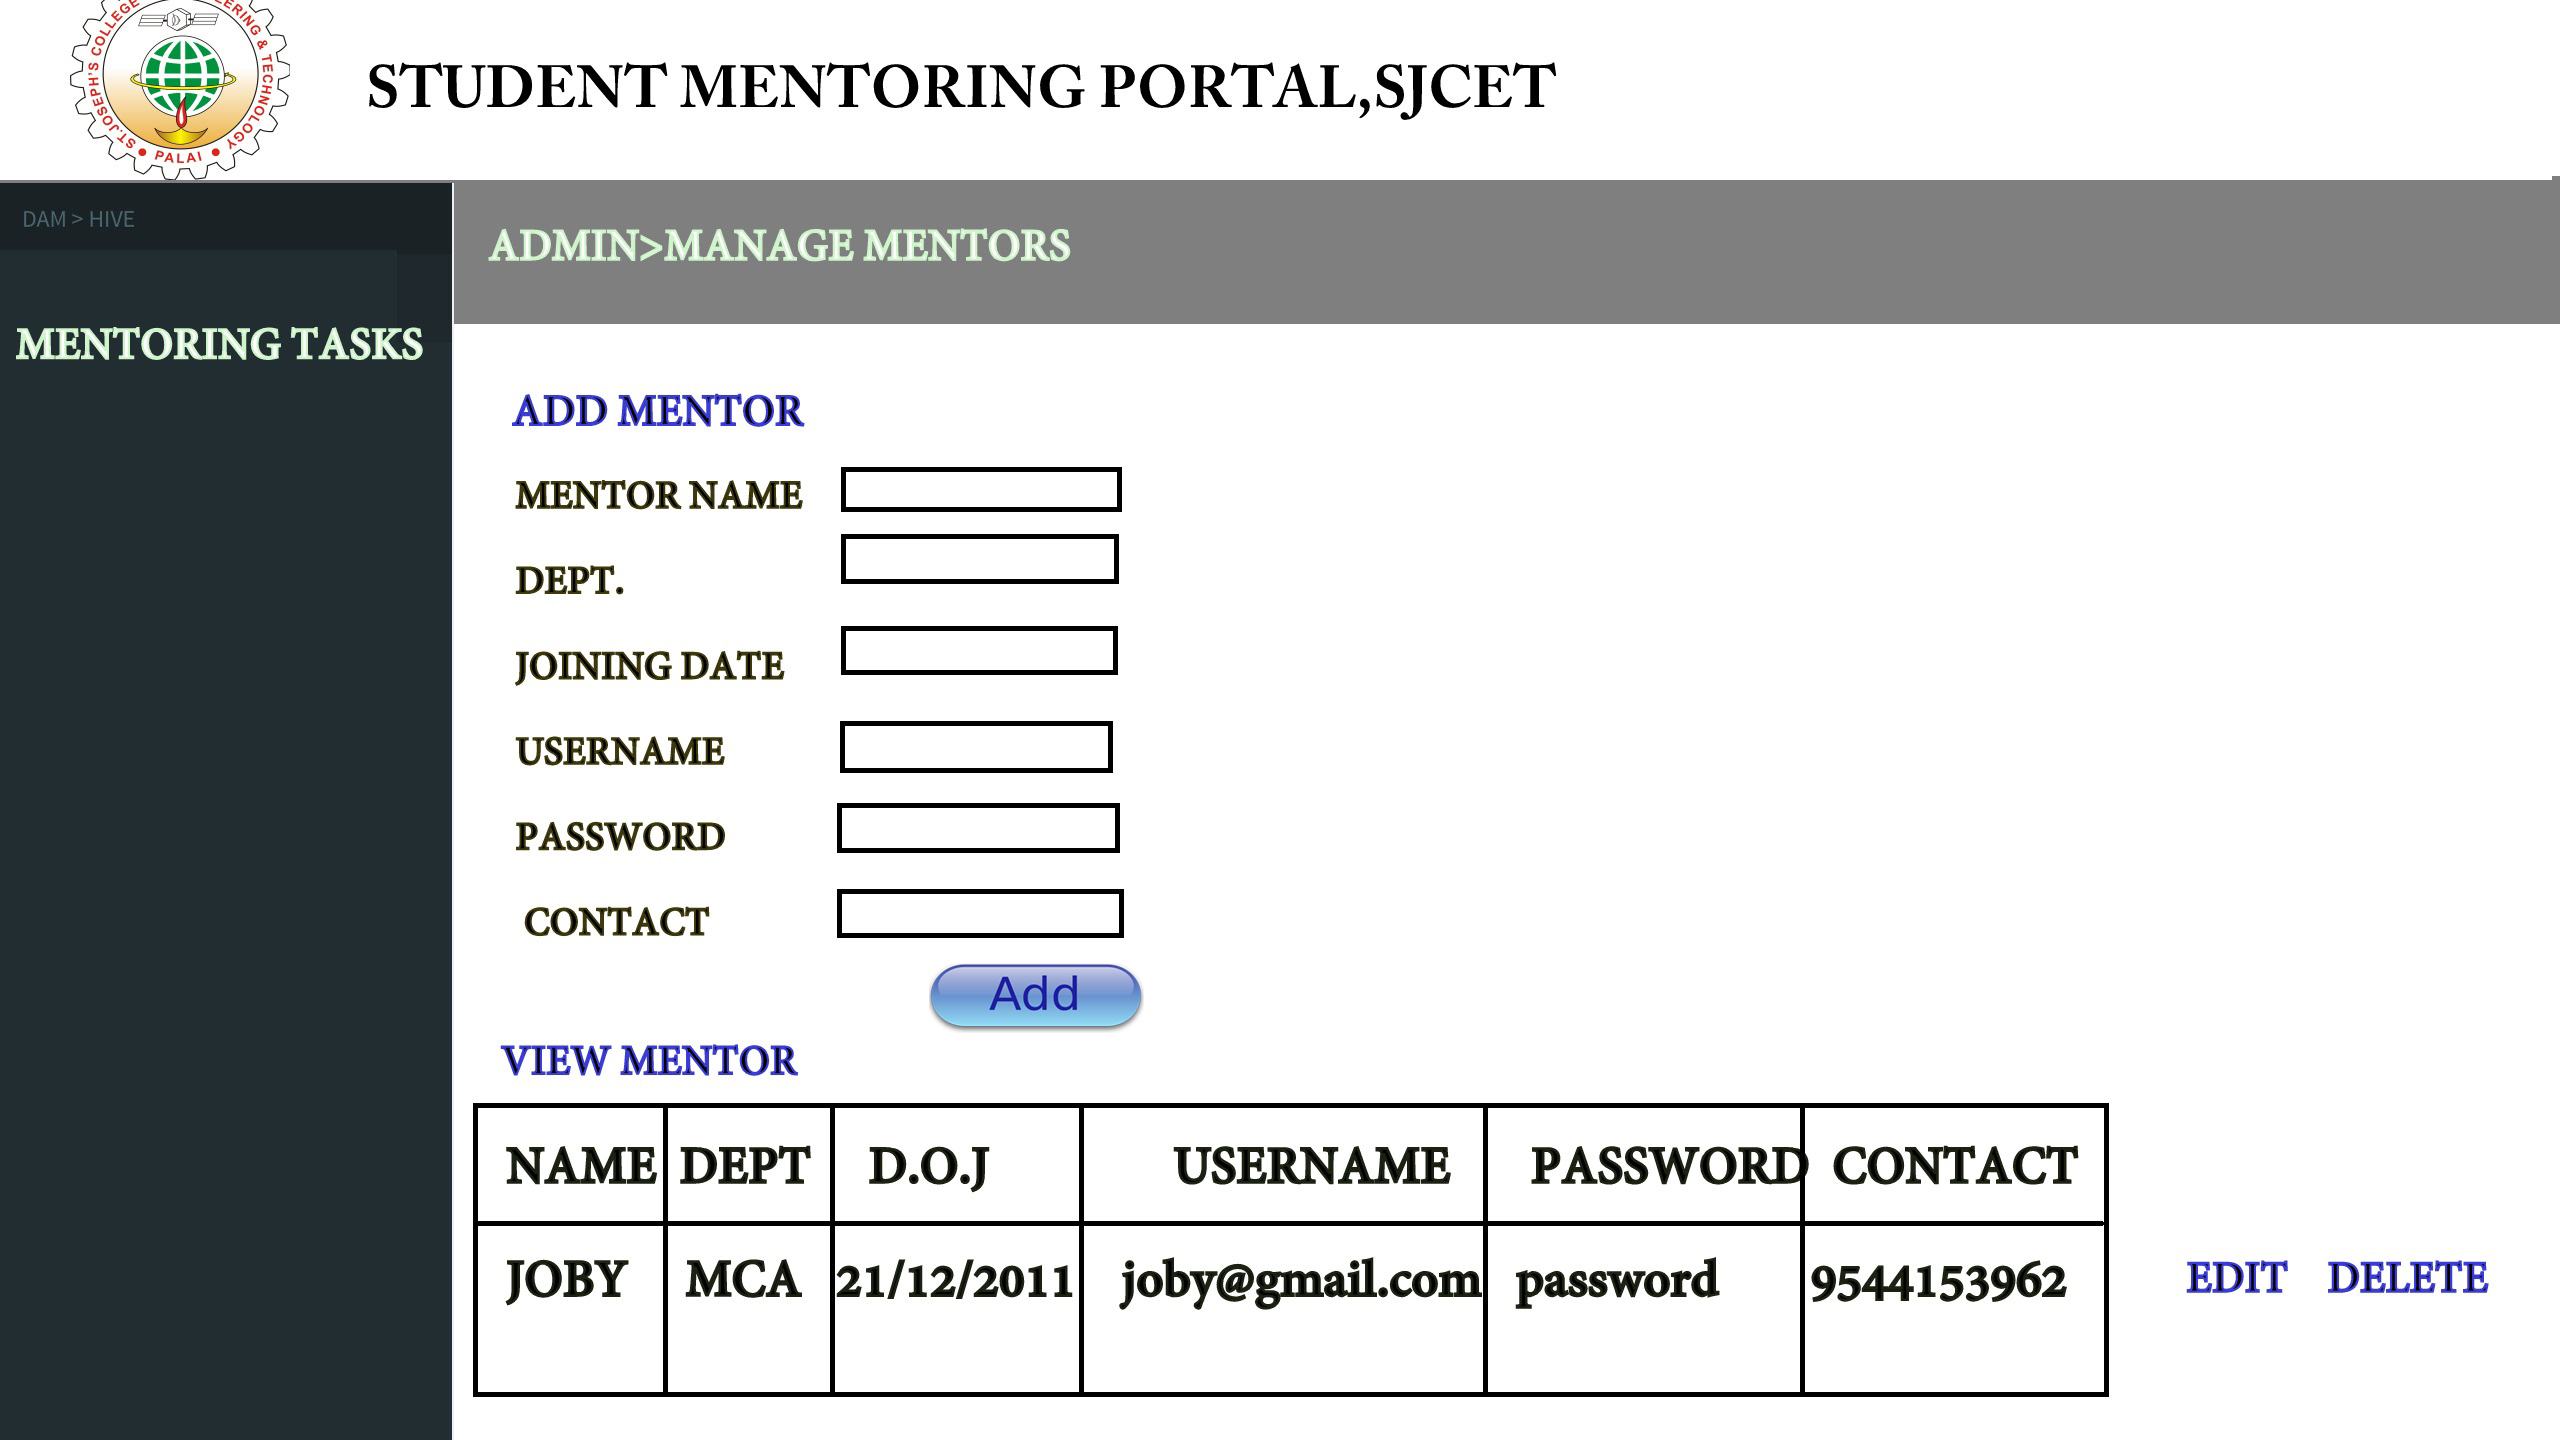 ST.JOSEPH'S COLLEGE ERING & TECHNOLOGY
PALAI
STUDENT MENTORING PORTAL,SJCET
DAM > HIVE
ADMIN>MANAGE MENTORS
MENTORING TASKS
ADD MENTOR
MENTOR NAME
DEPT.
JOINING DATE
USERNAME
PASSWORD
CONTACT
Add
VIEW MENTOR
NAME DEPT D.O.J USERNAME PASSWORD CONTACT
JOBY MCA 21/12/2011 joby@gmail.com password 9544153962 EDIT DELETE